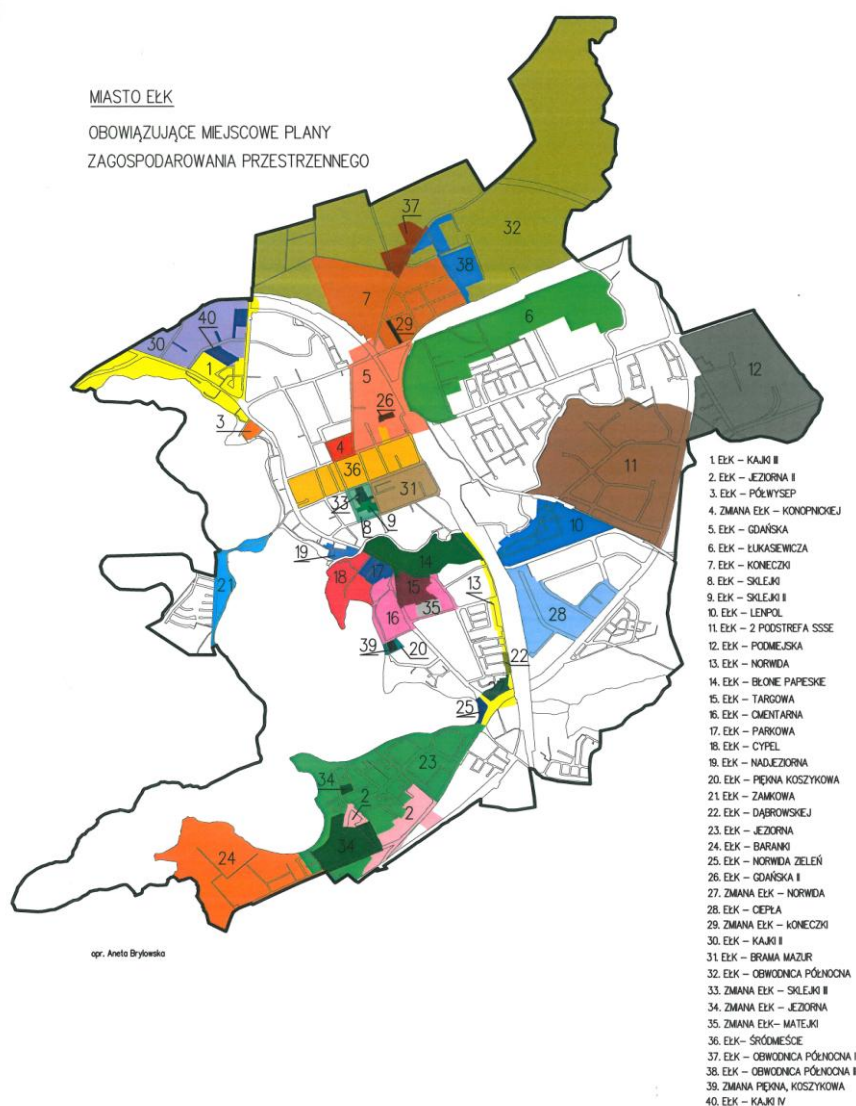 MIASTO EŁK
OBOWIĄZUJĄCE MIEJSCOWE PLANY
ZAGOSPODAROWANIA PRZESTRZENNEGO
37
32
38
7
40
30
29
6
1
5
12
26
3
4
36
11
33
31
8
9
10
19
14
21
18
17
15
13
35
28
16
39
20
22
25
23
34
2
2
34
24
opr. Aneta Brylowska
1. EŁK – KAJKI III
2. EŁK – JEZIORNA II
3. EŁK – PÓŁWYSEP
4. ZMIANA EŁK – KONOPNICKIEJ
5. EŁK – GDAŃSKA
6. EŁK – ŁUKASIEWICZA
7. EŁK – KONIECZKI
8. EŁK – SKLEJKI
9. EŁK – SKLEJKI II
10. EŁK – LENPOL
11. EŁK – 2 PODSTREFA SSSE
12. EŁK – PODMIEJSKA
13. EŁK – NORWIDA
14. EŁK – BŁONIE PAPIESKIE
15. EŁK – TARGOWA
16. EŁK – CMENTARNA
17. EŁK – PARKOWA
18. EŁK – CYPEL
19. EŁK – NADJEZIORNA
20. EŁK – PIĘKNA KOSZYKOWA
21. EŁK – ZAMKOWA
22. EŁK – DĄBROWSKIEJ
23. EŁK – JEZIORNA
24. EŁK – BARANKI
25. EŁK – NORWIDA ZIELEŃ
26. EŁK – GDAŃSKA II
27. ZMIANA EŁK – NORWIDA
28. EŁK – CIEPŁA
29. ZMIANA EŁK – kONIECZKI
30. EŁK – KAJKI II
31. EŁK – BRAMA MAZUR
32. EŁK – OBWODNICA PÓŁNOCNA
33. ZMIANA EŁK – SKLEJKI III
34. ZMIANA EŁK – JEZIORNA
35. ZMIANA EŁK– MATEJKI
36. EŁK– ŚRÓDMIEŚCIE
37. EŁK – OBWODNICA PÓŁNOCNA I
38. EŁK – OBWODNICA PÓŁNOCNA II
39. ZMIANA PIĘKNA, KOSZYKOWA
40. EŁK – KAJKI IV